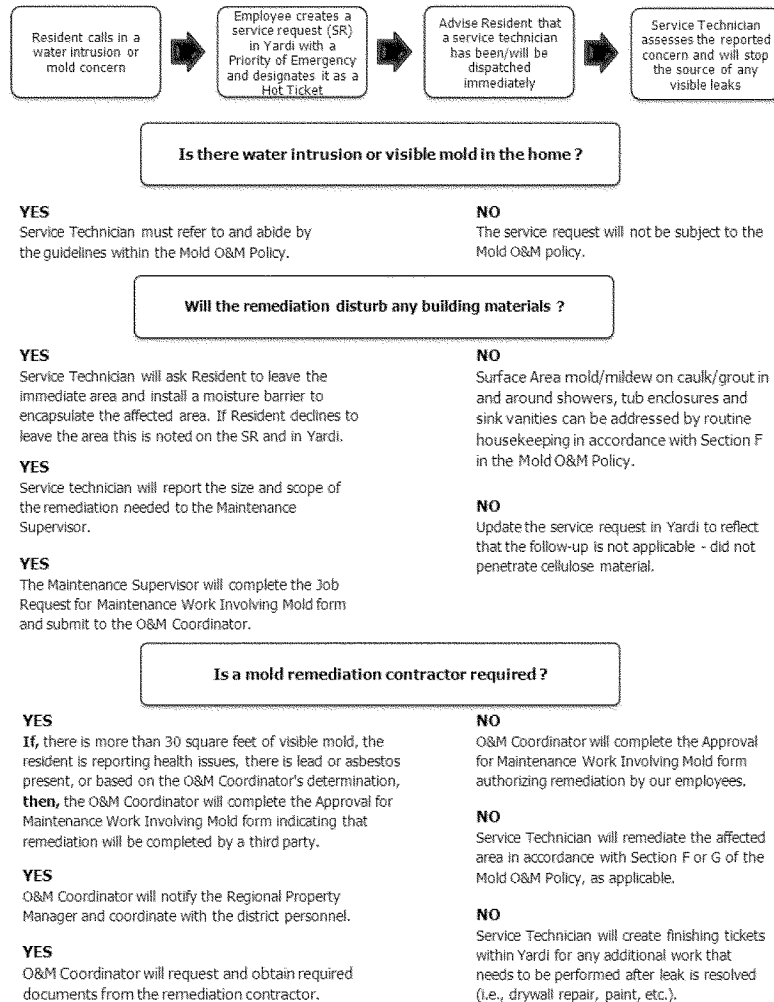 Resident calls in a
water intrusion or
mold concern
Employee creates a
service request (SR)
in Yardi with a
Priority of Emergency
and designates it as a
Hot Ticket
Advise Resident that
a service technician
has been/will be
dispatched
immediately
Service Technician
assesses the reported
concern and will stop
the source of any
visible leaks
Is there water intrusion or visible mold in the home ?
YES
Service Technician must refer to and abide by
the guidelines within the Mold O&M Policy.
NO
The service request will not be subject to the
Mold O&M policy.
Will the remediation disturb any building materials ?
YES
Service Technician will ask Resident to leave the
immediate area and install a moisture barrier to
encapsulate the affected area. If Resident declines to
leave the area this is noted on the SR and in Yardi.
YES
Service technician will report the size and scope of
the remediation needed to the Maintenance
Supervisor.
YES
The Maintenance Supervisor will complete the Job
Request for Maintenance Work Involving Mold form
and submit to the O&M Coordinator.
NO
Surface Area mold/mildew on caulk/grout in
and around showers, tub enclosures and
sink vanities can be addressed by routine
housekeeping in accordance with Section F
in the Mold O&M Policy.
NO
Update the service request in Yardi to reflect
that the follow-up is not applicable - did not
penetrate cellulose material.
Is a mold remediation contractor required ?
YES
If, there is more than 30 square feet of visible mold, the
resident is reporting health issues, there is lead or asbestos
present, or based on the O&M Coordinator's determination,
then, the O&M Coordinator will complete the Approval for
Maintenance Work Involving Mold form indicating that
remediation will be completed by a third party.
YES
O&M Coordinator will notify the Regional Property
Manager and coordinate with the district personnel.
YES
O&M Coordinator will request and obtain required
documents from the remediation contractor.
NO
O&M Coordinator will complete the Approval
for Maintenance Work Involving Mold form
authorizing remediation by our employees.
NO
Service Technician will remediate the affected
area in accordance with Section F or G of the
Mold O&M Policy, as applicable.
NO
Service Technician will create finishing tickets
within Yardi for any additional work that
needs to be performed after leak is resolved
(i.e., drywall repair, paint, etc.).